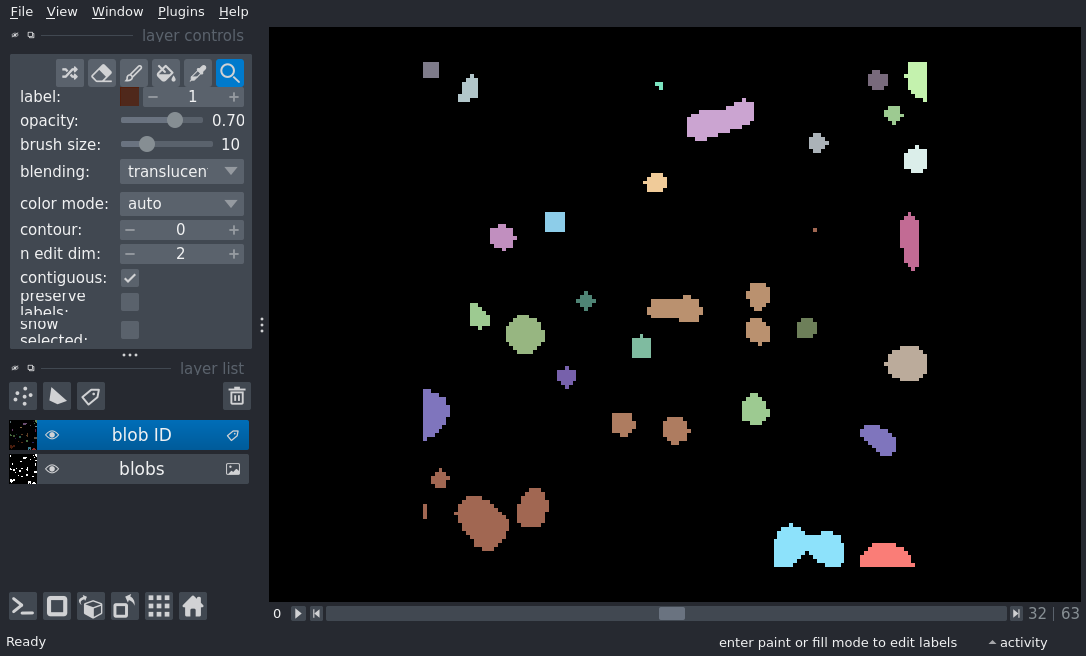 File View Window Plugins Help
layer controls
label: 1
opacity: 0.70
brush size: 10
blending: translucen
color mode: auto
contour: 0
n edit dim: 2
contiguous:
preserve
labels:
show
selected:
layer list
blob ID
blobs
0 32 | 63
Ready enter paint or fill mode to edit labels activity